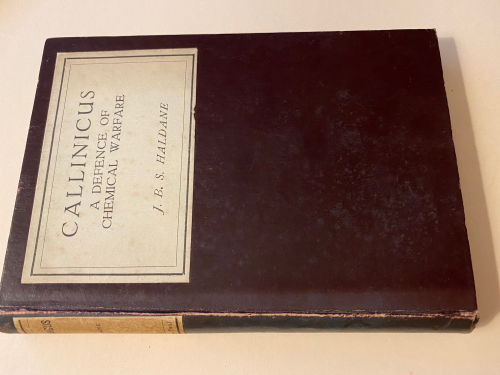 CALLINICUS
A DEFENCE OF
CHEMICAL WARFARE
J. B. S. HALDANE